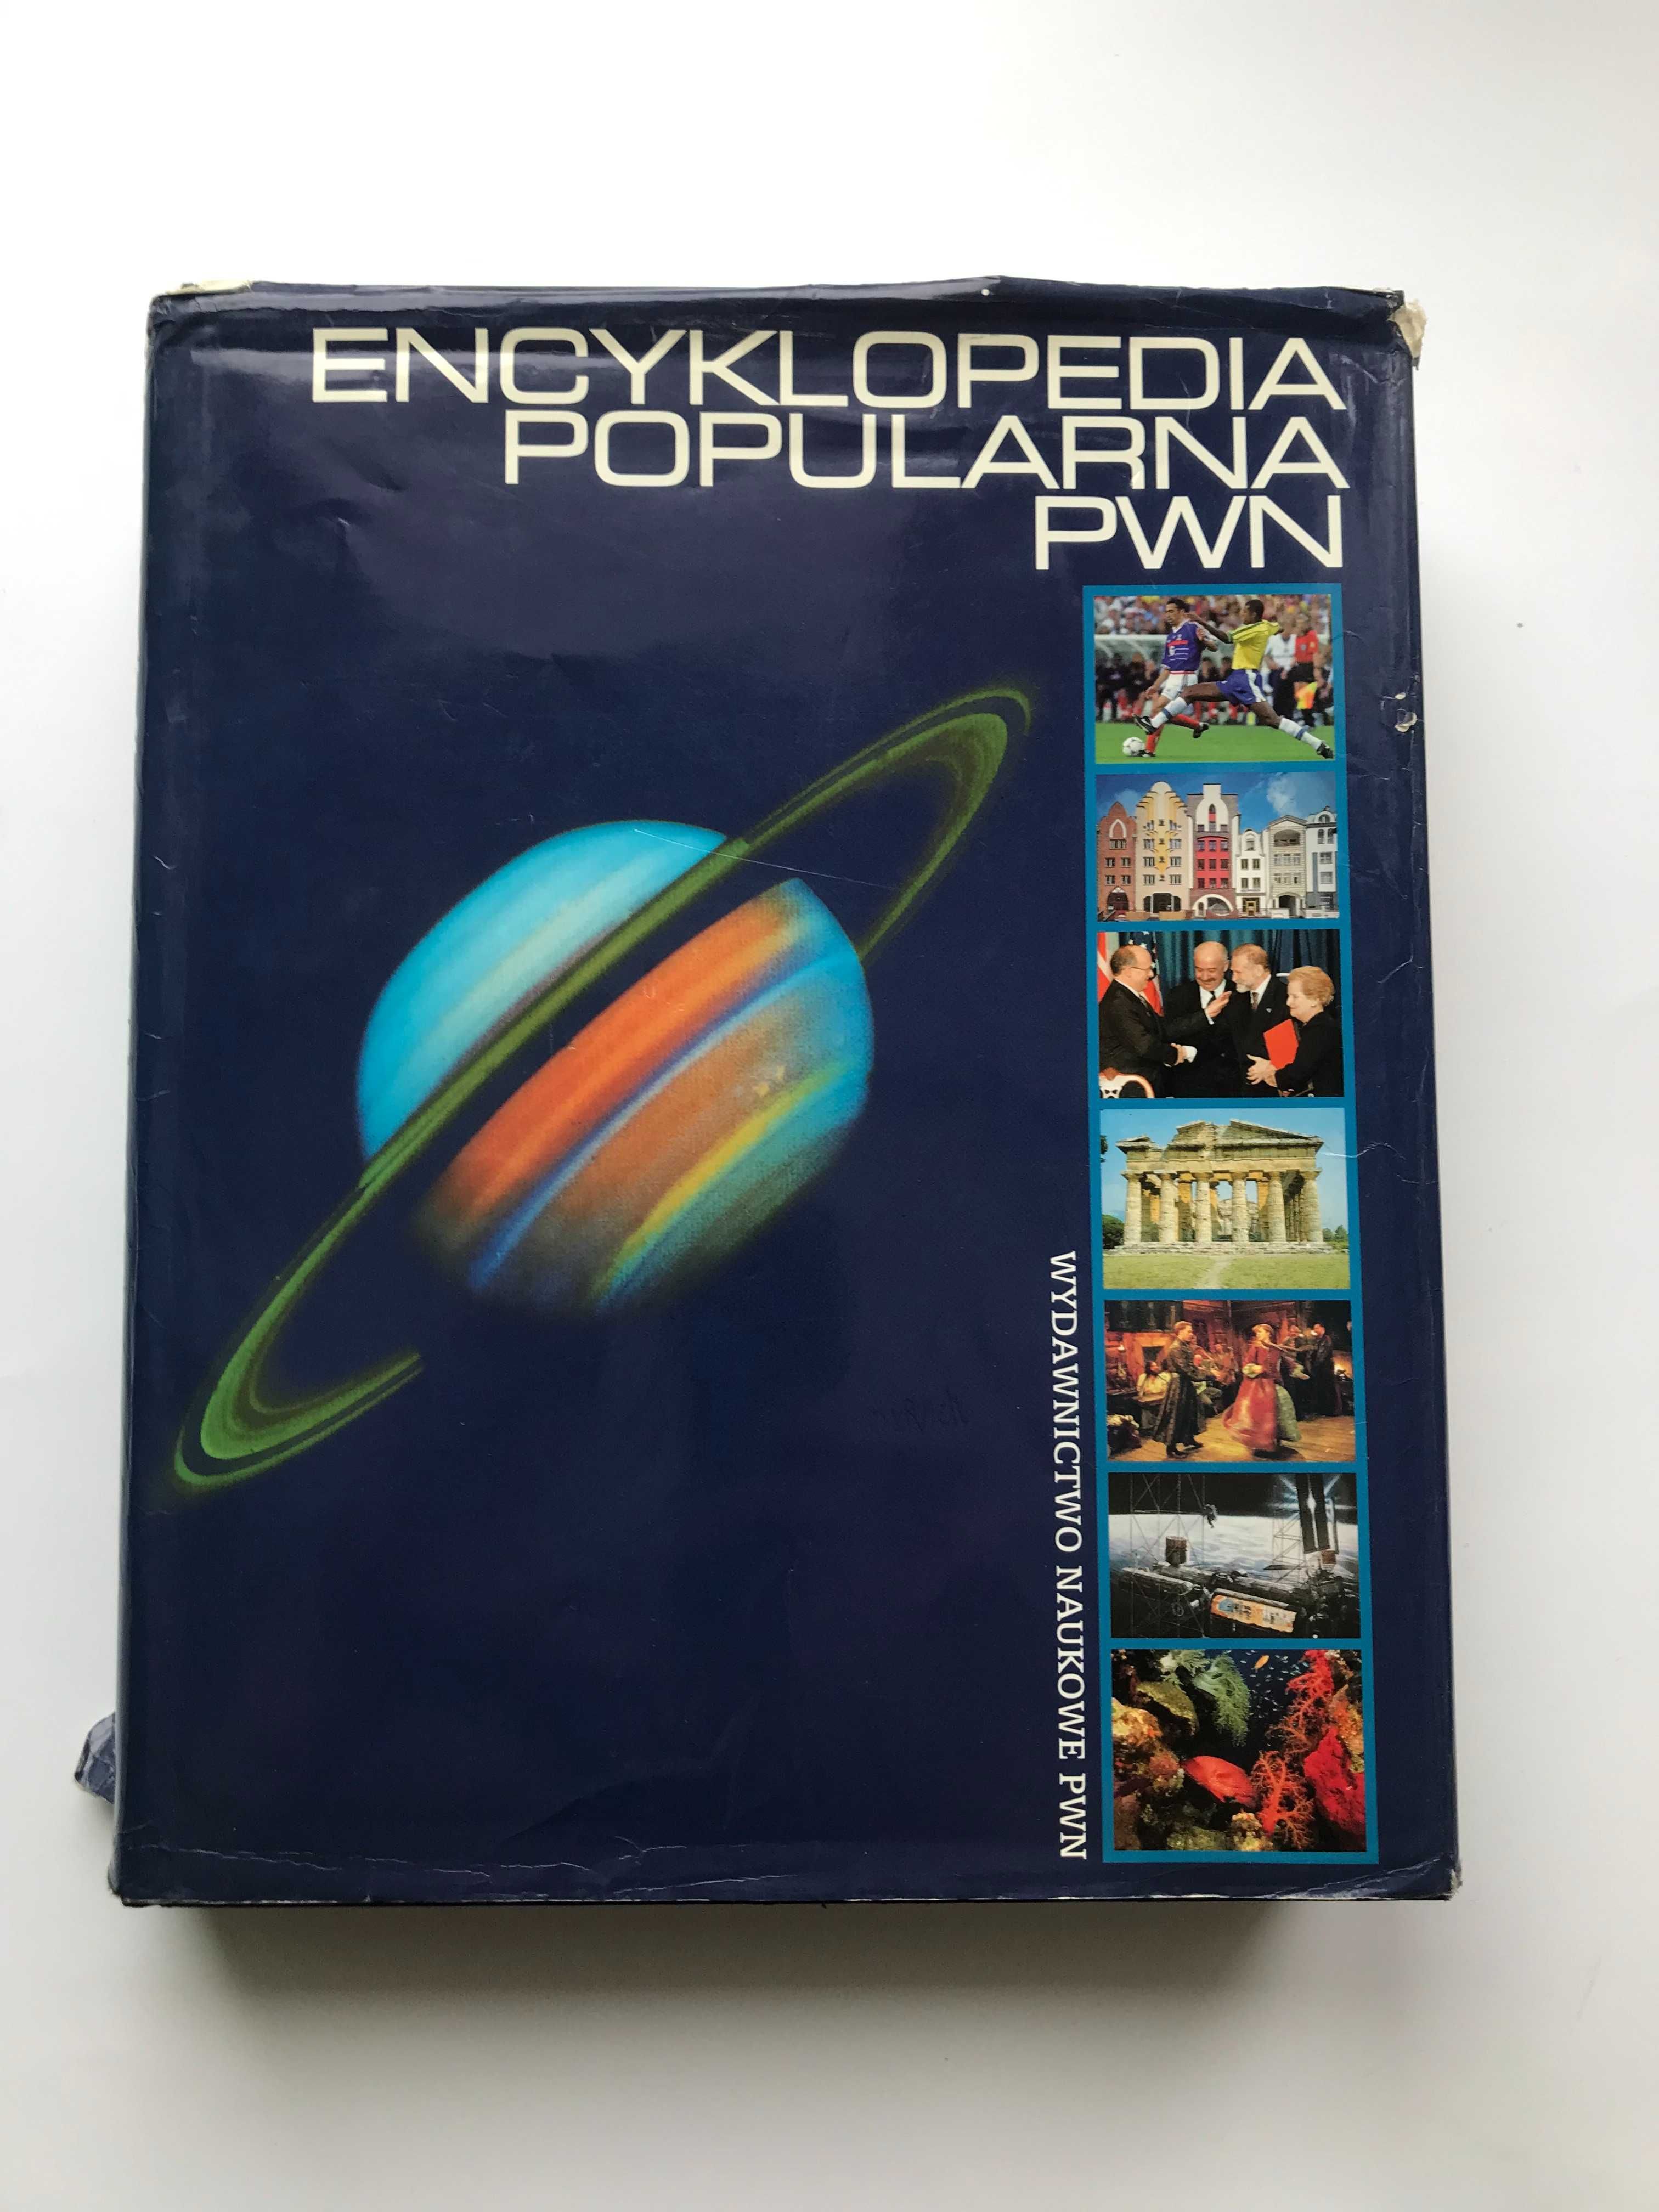 ENCYKLOPEDIA
POPULARNA
PWN
WYDAWNICTWO NAUKOWE PWN